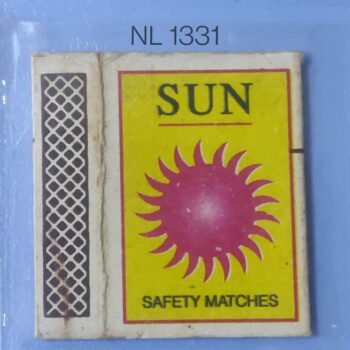 NL 1331
SUN
SAFETY MATCHES